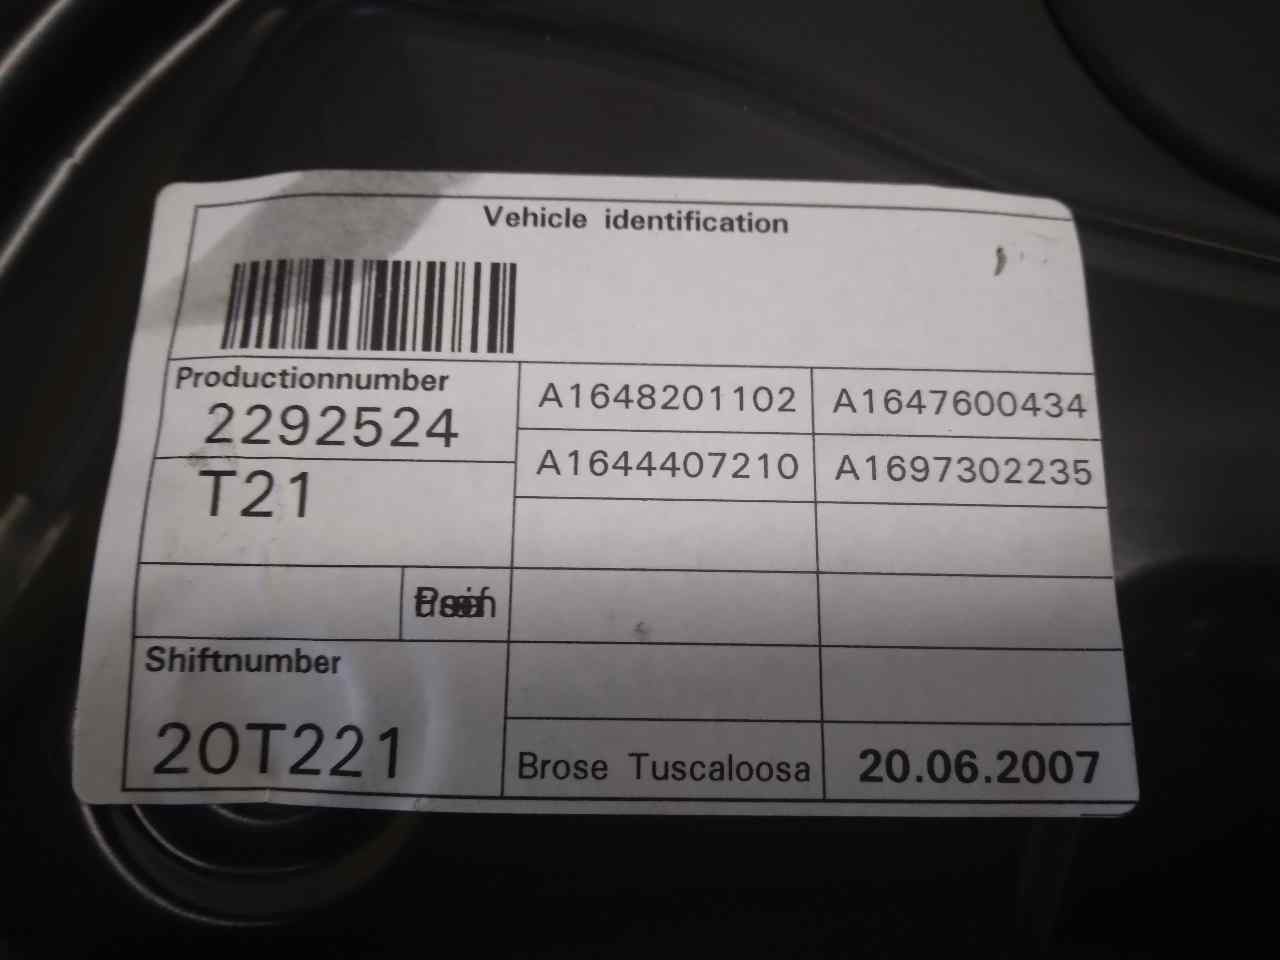 Vehicle identification
Productionnumber
2292524
T21
A1648201102
A1647600434
A1644407210
A1697302235
Shiftnumber
20T221
Brose Tuscaloosa
20.06.2007